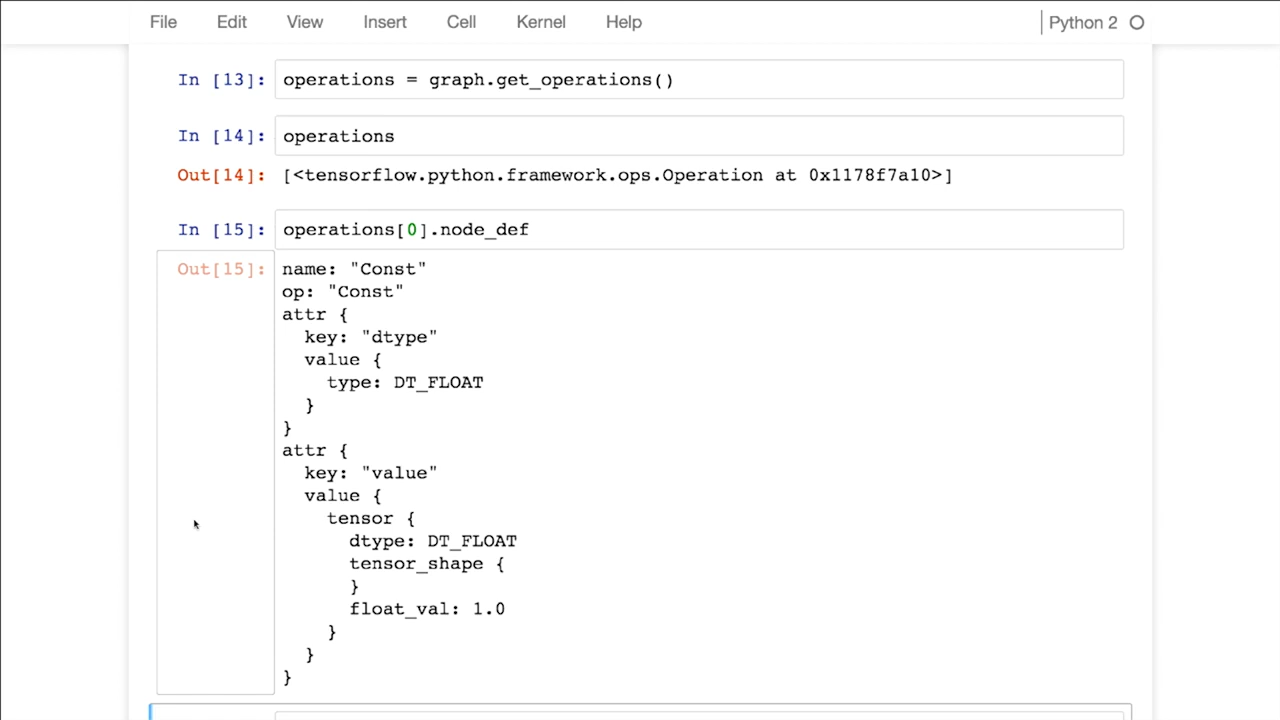 File Edit View Insert Cell Kernel Help Python 2
In [13]: operations = graph.get_operations()
In [14]: operations
Out[14]: [<tensorflow.python.framework.ops.Operation at 0x1178f7a10>]
In [15]: operations[0].node_def
Out[15]: name: "Const"
op: "Const"
attr {
  key: "dtype"
  value {
    type: DT_FLOAT
  }
}
attr {
  key: "value"
  value {
    tensor {
      dtype: DT_FLOAT
      tensor_shape {
      }
      float_val: 1.0
    }
  }
}